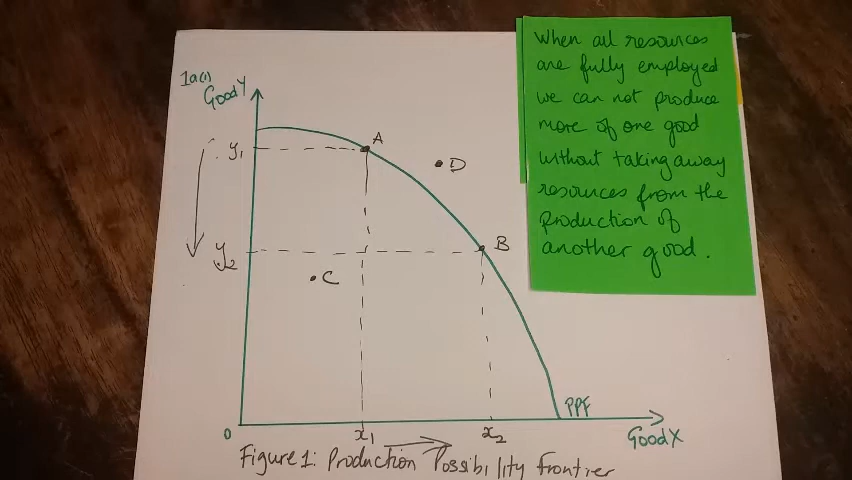 When all resources
are fully employed
we can not produce
more of one good
without taking away
resources from the
production of
another good.
1a(i)
Good Y
y1
A
D
y2
B
C
PPF
0
x1
x2
Good X
Figure 1: Production Possibility Frontier